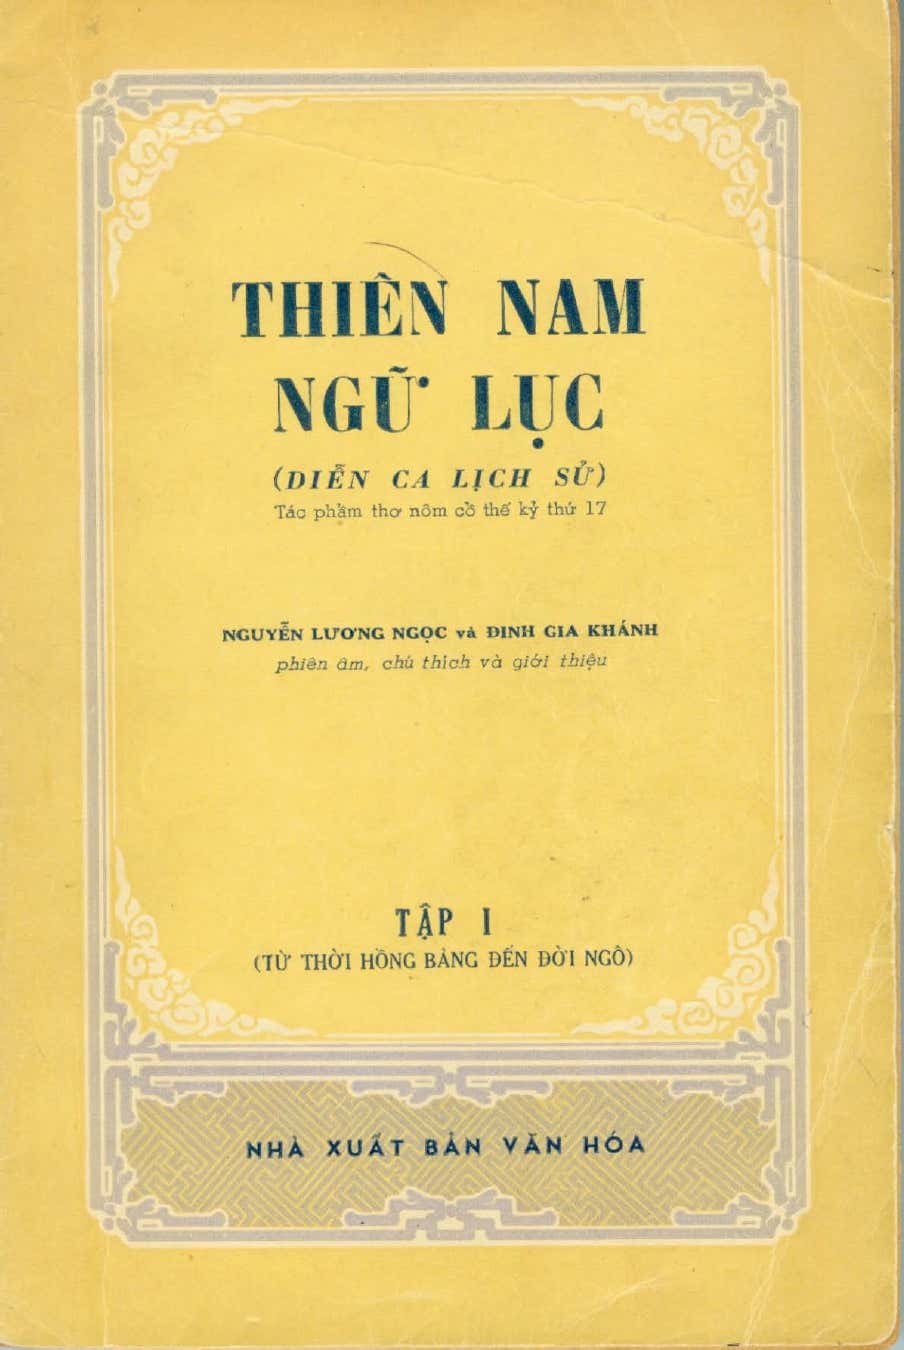 THIÊN NAM
NGỮ LỤC
(DIỄN CA LỊCH SỬ)
Tác phẩm thơ nôm cổ thế kỷ thứ 17
NGUYỄN LƯƠNG NGỌC và ĐINH GIA KHÁNH
phiên âm, chú thích và giới thiệu
TẬP I
(TỪ THỜI HỒNG BÀNG ĐẾN ĐỜI NGÔ)
NHÀ XUẤT BẢN VĂN HÓA